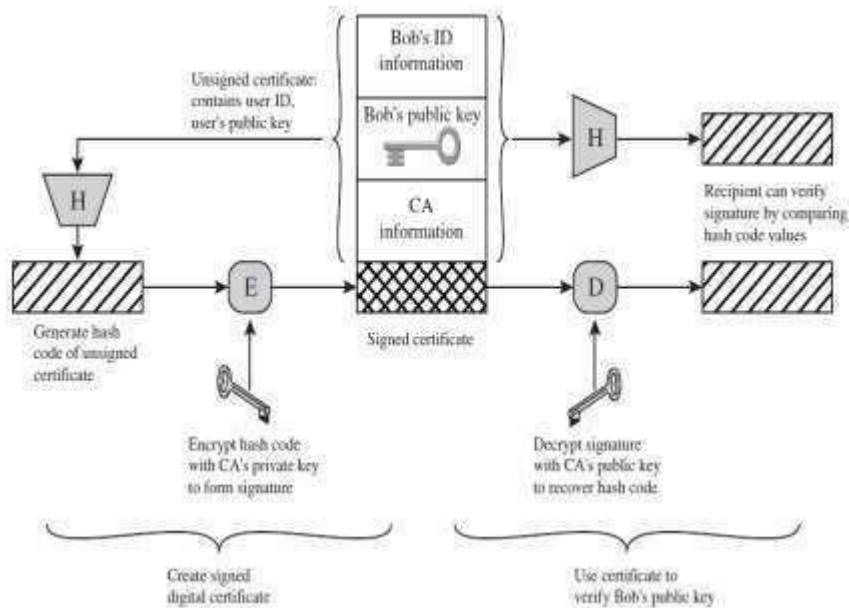 Bob's ID
information
Unsigned certificate:
contains user ID,
user's public key
Bob's public key
H
H
CA
information
Recipient can verify
signature by comparing
hash code values
E
D
Generate hash
code of unsigned
certificate
Signed certificate
Encrypt hash code
with CA's private key
to form signature
Decrypt signature
with CA's public key
to recover hash code
Create signed
digital certificate
Use certificate to
verify Bob's public key